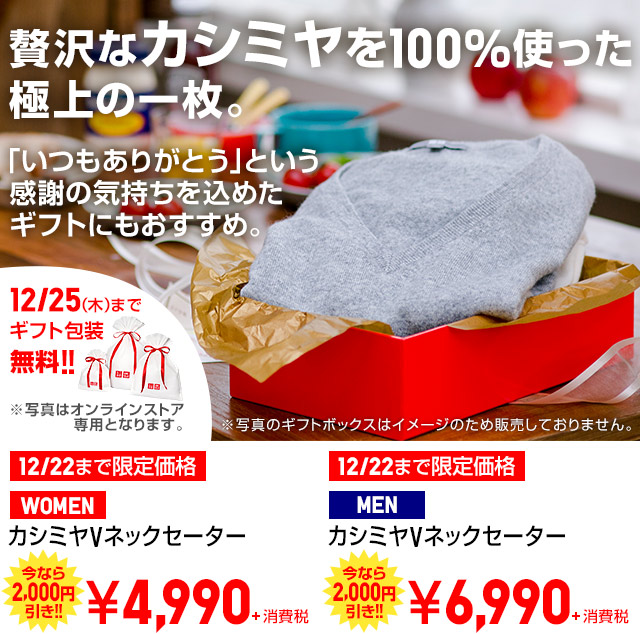 贅沢なカシミヤを100%使った
極上の一枚。
「いつもありがとう」という
感謝の気持ちを込めた
ギフトにもおすすめ。
12/25(木)まで
ギフト包装
無料!!
※写真はオンラインストア
専用となります。
※写真のギフトボックスはイメージのため販売しておりません。
12/22まで限定価格
WOMEN
カシミヤVネックセーター
今なら
2,000円
引き!!
¥4,990+消費税
12/22まで限定価格
MEN
カシミヤVネックセーター
今なら
2,000円
引き!!
¥6,990+消費税